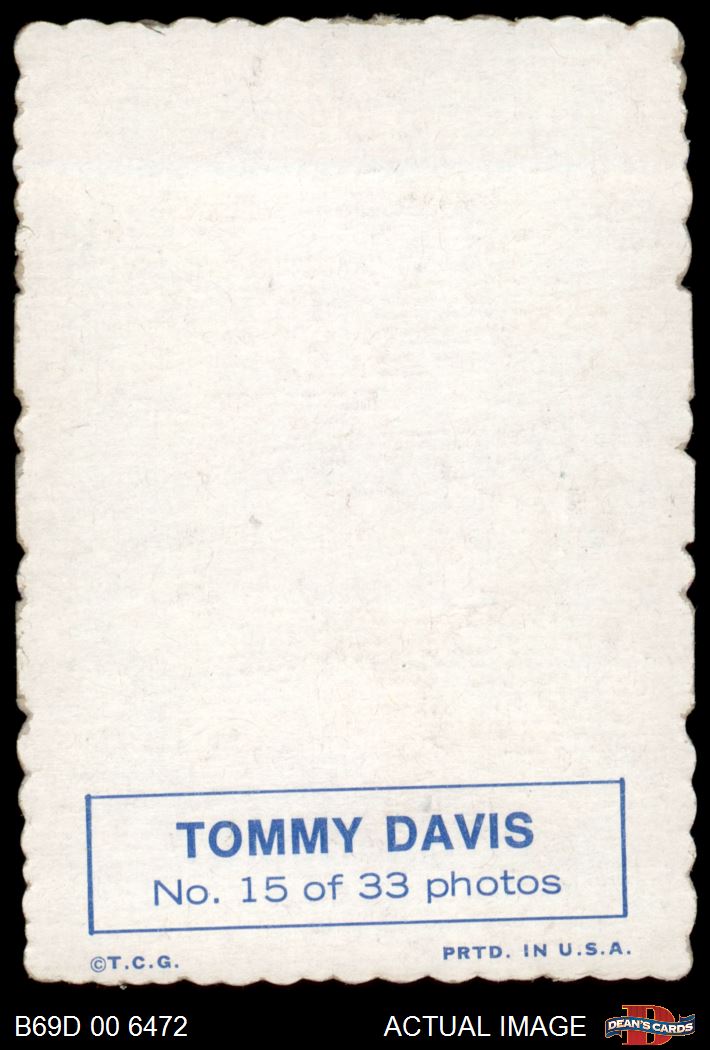 TOMMY DAVIS
No. 15 of 33 photos
©T.C.G.
PRTD. IN U.S.A.
B69D 00 6472
ACTUAL IMAGE
DEAN'S CARDS